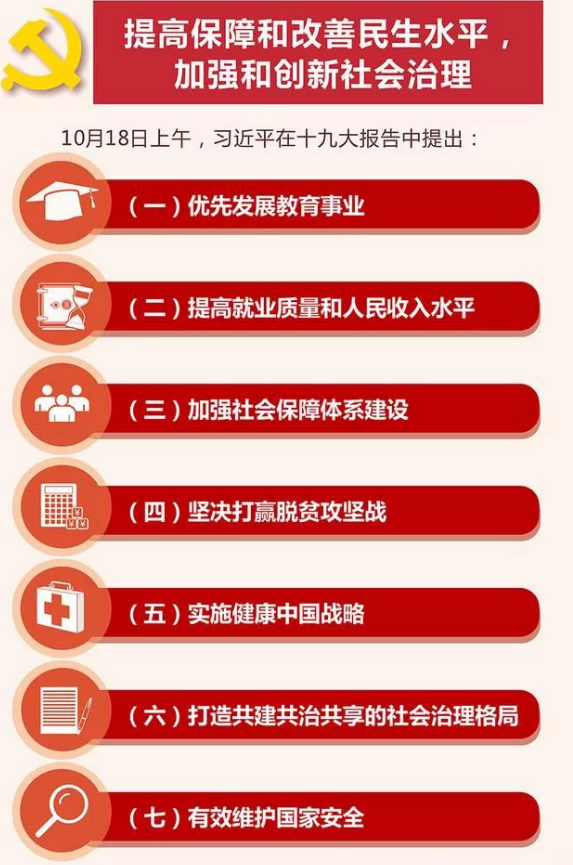 提高保障和改善民生水平，
加强和创新社会治理
10月18日上午，习近平在十九大报告中提出：
（一）优先发展教育事业
（二）提高就业质量和人民收入水平
（三）加强社会保障体系建设
（四）坚决打赢脱贫攻坚战
（五）实施健康中国战略
（六）打造共建共治共享的社会治理格局
（七）有效维护国家安全